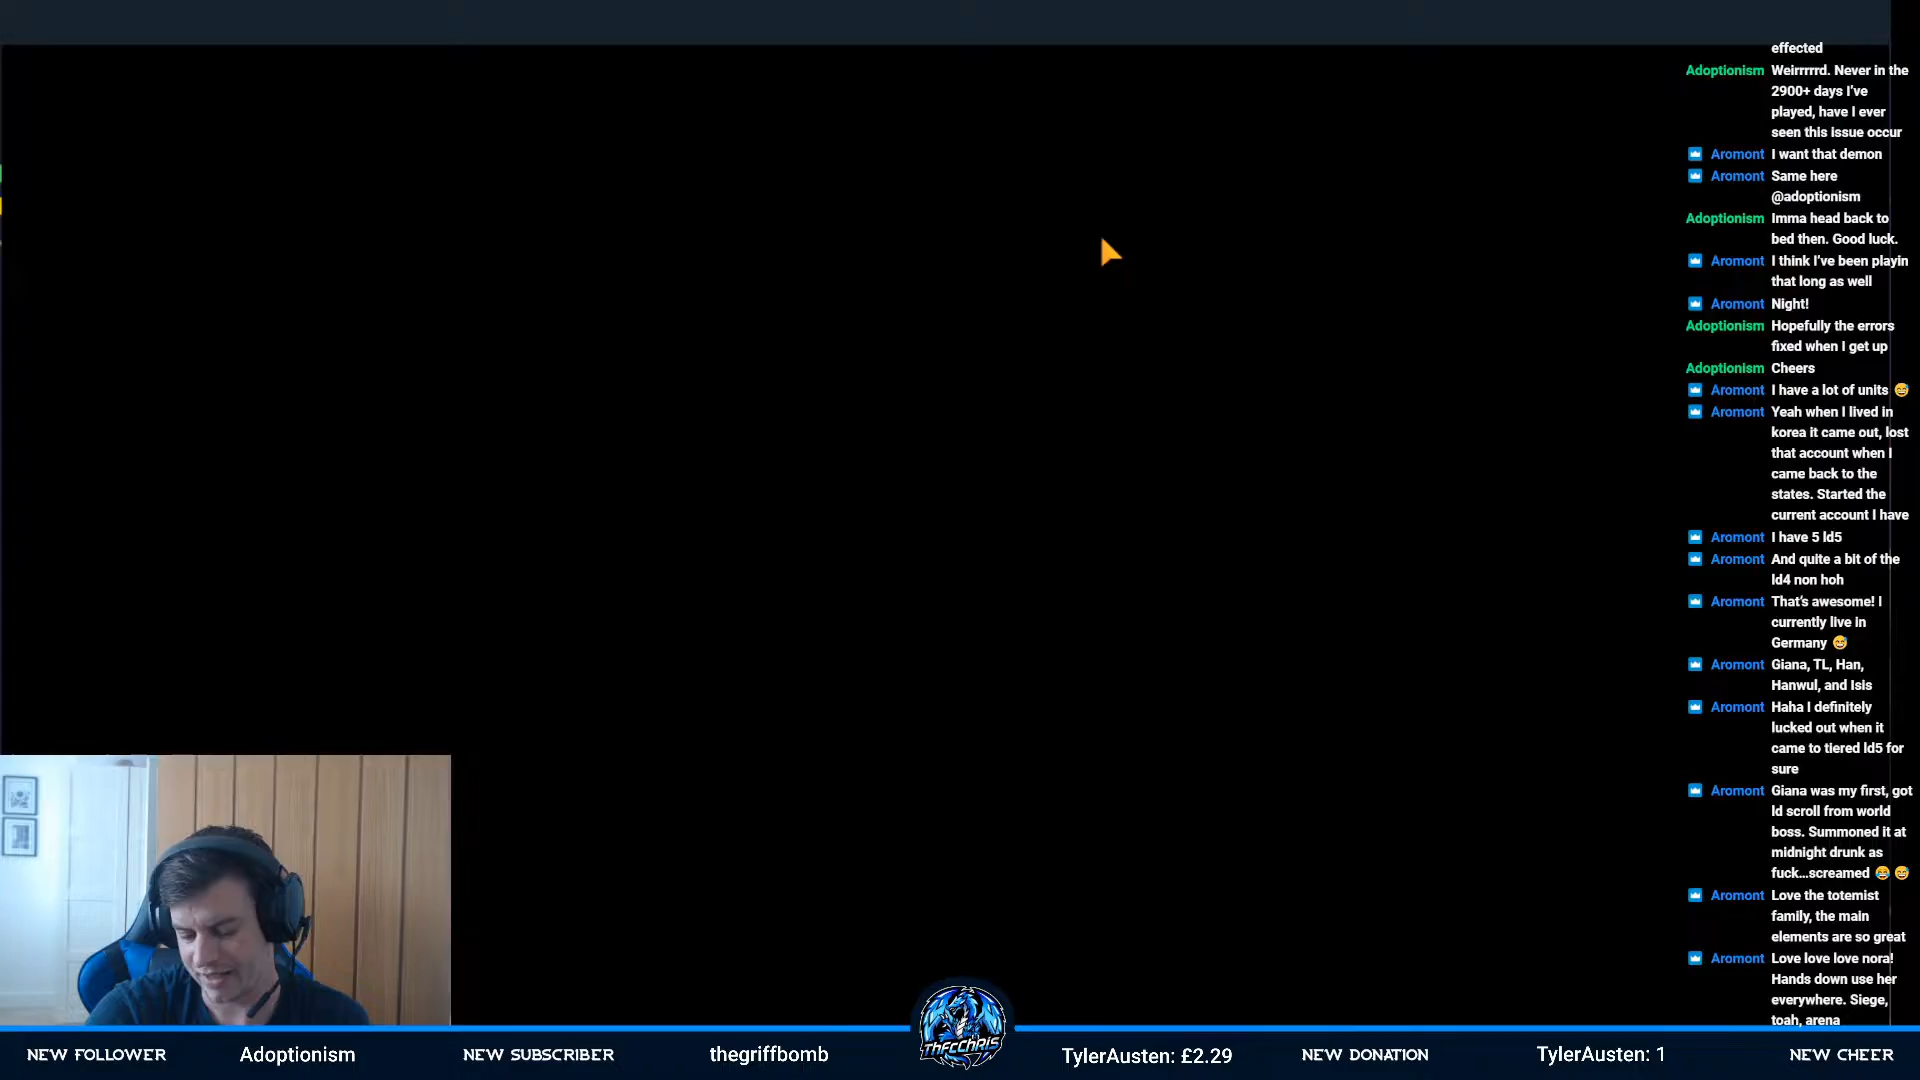 effected
Adoptionism Weirrrrrd. Never in the
2900+ days I've
played, have I ever
seen this issue occur
Aromont I want that demon
Aromont Same here
@adoptionism
Adoptionism Imma head back to
bed then. Good luck.
Aromont I think I've been playin
that long as well
Aromont Night!
Adoptionism Hopefully the errors
fixed when I get up
Adoptionism Cheers
Aromont I have a lot of units 😅
Aromont Yeah when I lived in
korea it came out, lost
that account when I
came back to the
states. Started the
current account I have
Aromont I have 5 ld5
Aromont And quite a bit of the
ld4 non hoh
Aromont That's awesome! I
currently live in
Germany 😅
Aromont Giana, TL, Han,
Hanwul, and Isis
Aromont Haha I definitely
lucked out when it
came to tiered ld5 for
sure
Aromont Giana was my first, got
ld scroll from world
boss. Summoned it at
midnight drunk as
fuck...screamed 😂 😅
Aromont Love the totemist
family, the main
elements are so great
Aromont Love love love nora!
Hands down use her
everywhere. Siege,
toah, arena
THFCCHRIS
NEW FOLLOWER Adoptionism NEW SUBSCRIBER thegriffbomb TylerAusten: £2.29 NEW DONATION TylerAusten: 1 NEW CHEER